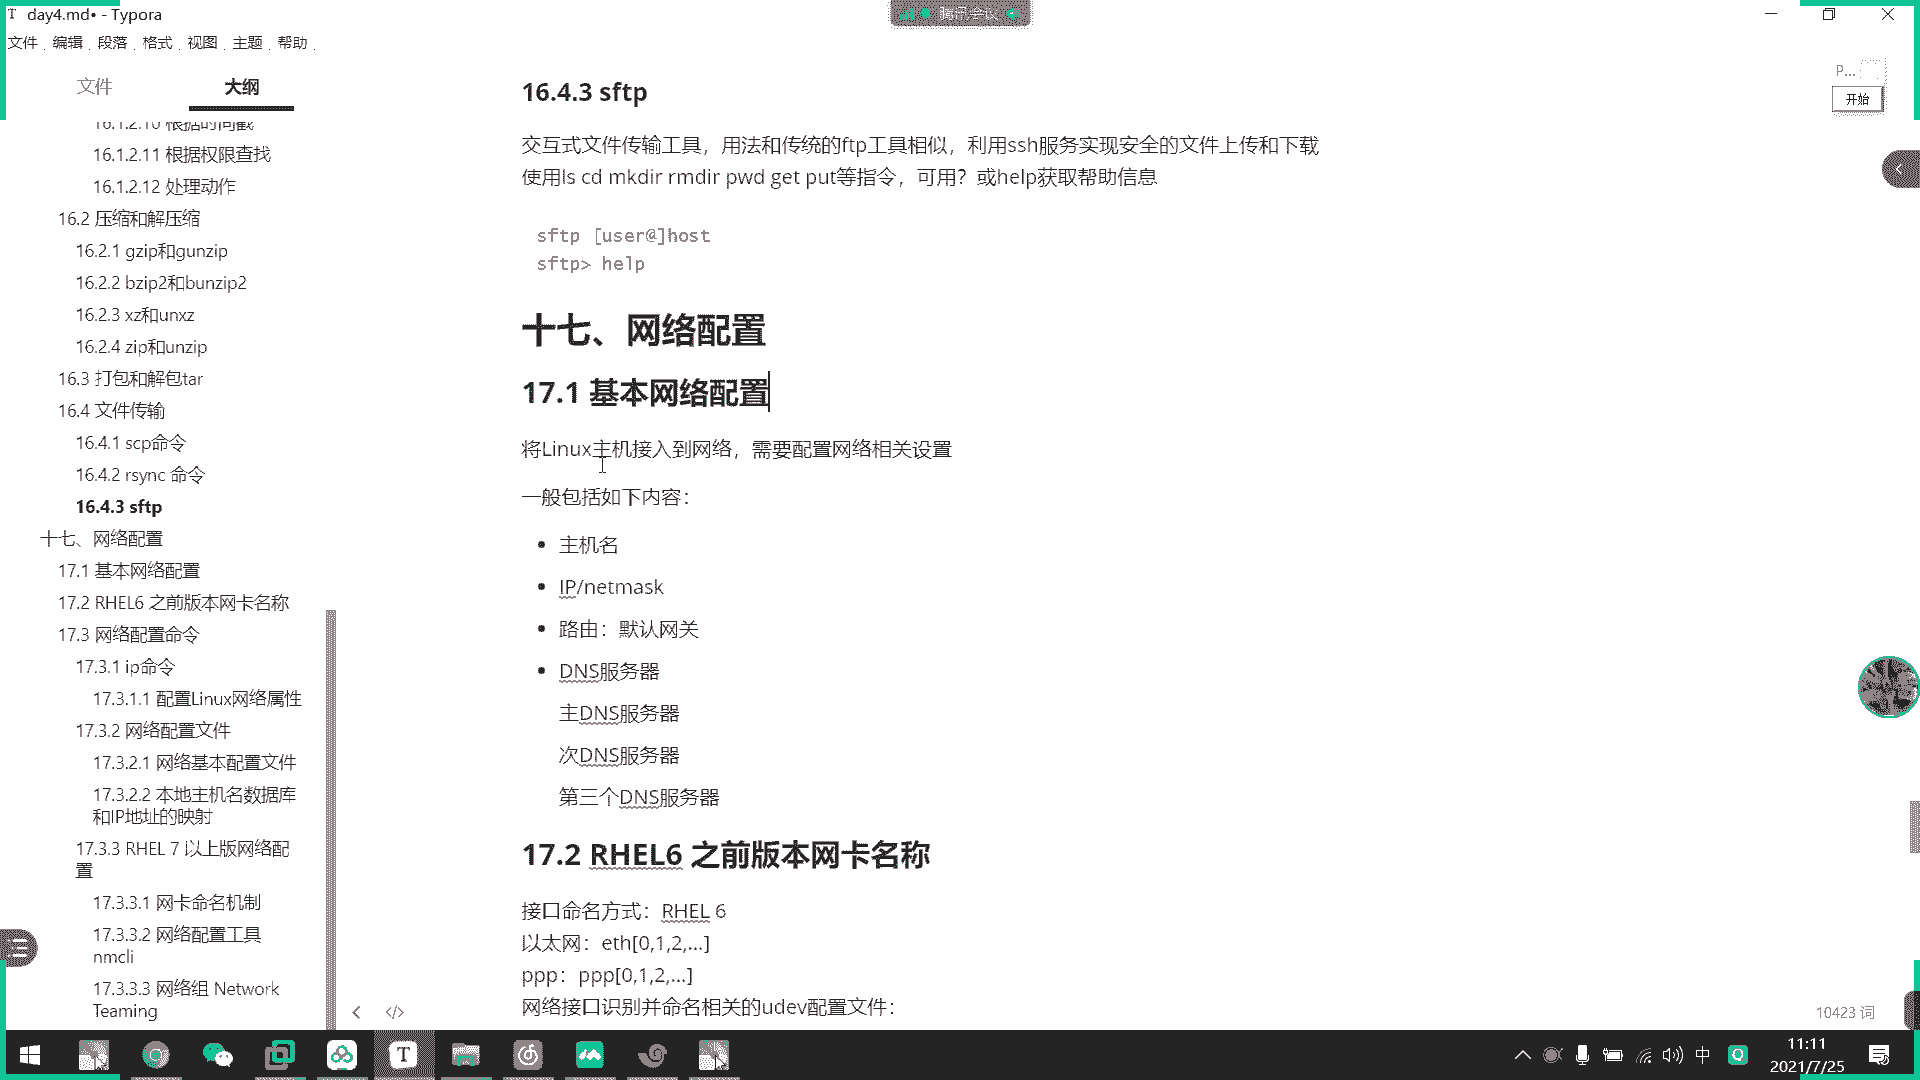 day4.md• - Typora
腾讯会议
文件 编辑 段落 格式 视图 主题 帮助
文件 大纲
16.1.2.10 根据时间戳
16.1.2.11 根据权限查找
16.1.2.12 处理动作
16.2 压缩和解压缩
16.2.1 gzip和gunzip
16.2.2 bzip2和bunzip2
16.2.3 xz和unxz
16.2.4 zip和unzip
16.3 打包和解包tar
16.4 文件传输
16.4.1 scp命令
16.4.2 rsync 命令
16.4.3 sftp
十七、网络配置
17.1 基本网络配置
17.2 RHEL6 之前版本网卡名称
17.3 网络配置命令
17.3.1 ip命令
17.3.1.1 配置Linux网络属性
17.3.2 网络配置文件
17.3.2.1 网络基本配置文件
17.3.2.2 本地主机名数据库
和IP地址的映射
17.3.3 RHEL 7 以上版网络配
置
17.3.3.1 网卡命名机制
17.3.3.2 网络配置工具
nmcli
17.3.3.3 网络组 Network
Teaming
16.4.3 sftp
交互式文件传输工具，用法和传统的ftp工具相似，利用ssh服务实现安全的文件上传和下载
使用ls cd mkdir rmdir pwd get put等指令，可用？或help获取帮助信息
sftp [user@]host
sftp> help
十七、网络配置
17.1 基本网络配置
将Linux主机接入到网络，需要配置网络相关设置
一般包括如下内容：
• 主机名
• IP/netmask
• 路由：默认网关
• DNS服务器
主DNS服务器
次DNS服务器
第三个DNS服务器
17.2 RHEL6 之前版本网卡名称
接口命名方式：RHEL 6
以太网：eth[0,1,2,...]
ppp：ppp[0,1,2,...]
网络接口识别并命名相关的udev配置文件：
P...
开始
10423 词
中
11:11
2021/7/25